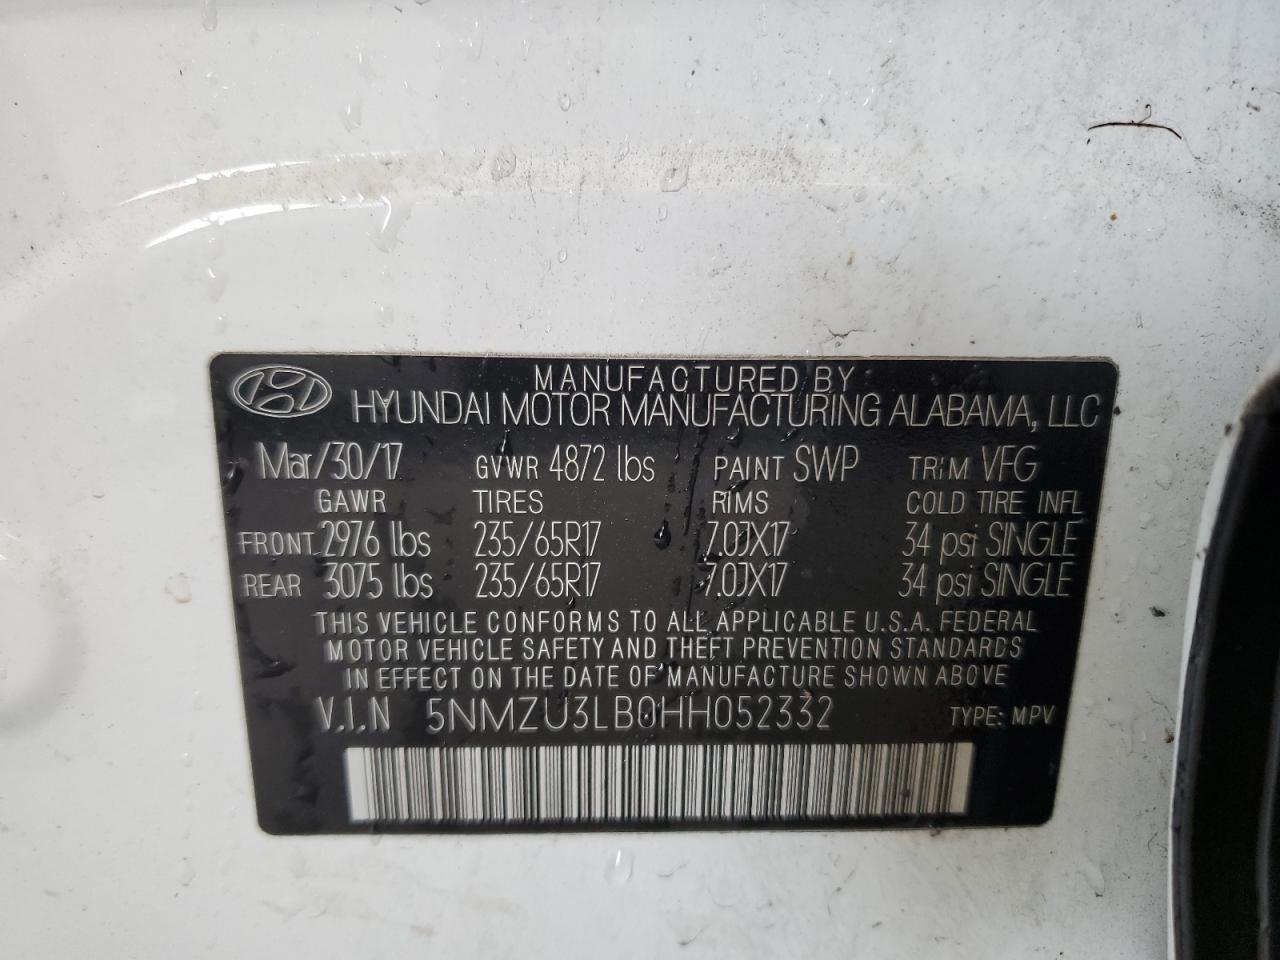 MANUFACTURED BY
HYUNDAI MOTOR MANUFACTURING ALABAMA, LLC
Mar/30/17 GVWR 4872 lbs PAINT SWP TRIM VFG
GAWR TIRES RIMS COLD TIRE INFL
FRONT 2976 lbs 235/65R17 7.0JX17 34 psi SINGLE
REAR 3075 lbs 235/65R17 7.0JX17 34 psi SINGLE
THIS VEHICLE CONFORMS TO ALL APPLICABLE U.S.A. FEDERAL
MOTOR VEHICLE SAFETY AND THEFT PREVENTION STANDARDS
IN EFFECT ON THE DATE OF MANUFACTURE SHOWN ABOVE
V.I.N 5NMZU3LB0HH052332 TYPE: MPV